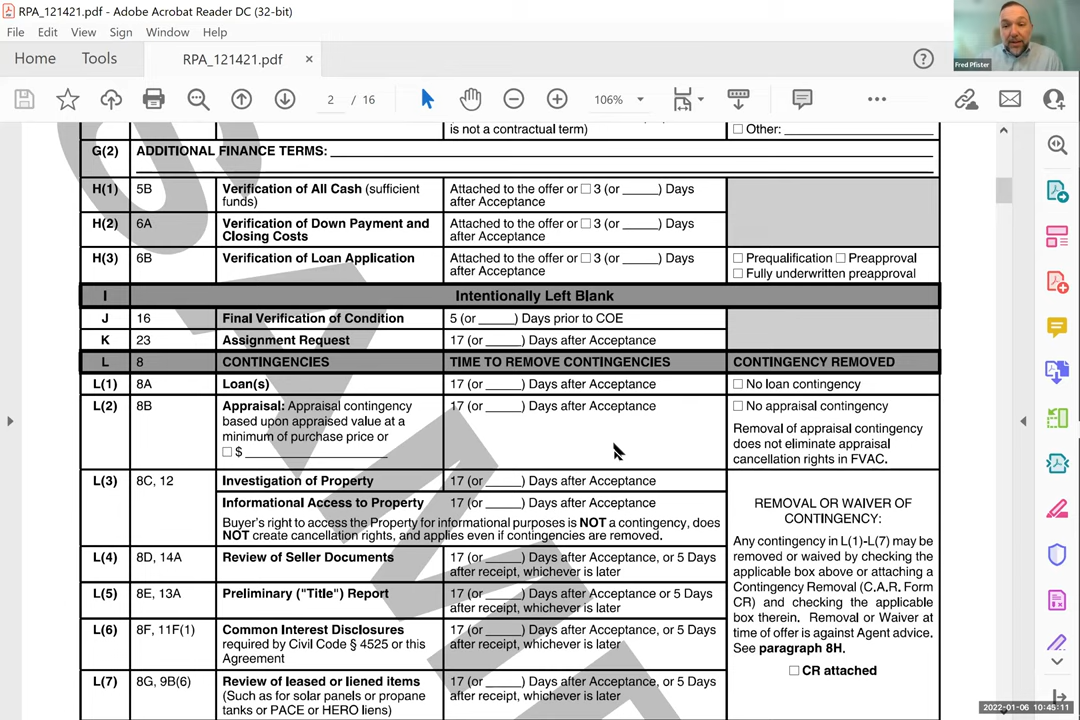 RPA_121421.pdf - Adobe Acrobat Reader DC (32-bit)
File Edit View Sign Window Help
Home Tools RPA_121421.pdf ×
2 / 16 106%
Fred Pfister
is not a contractual term)
Other:
G(2) ADDITIONAL FINANCE TERMS:
H(1) 5B Verification of All Cash (sufficient funds) Attached to the offer or 3 (or _____) Days after Acceptance
H(2) 6A Verification of Down Payment and Closing Costs Attached to the offer or 3 (or _____) Days after Acceptance
H(3) 6B Verification of Loan Application Attached to the offer or 3 (or _____) Days after Acceptance
Prequalification Preapproval
Fully underwritten preapproval
I Intentionally Left Blank
J 16 Final Verification of Condition 5 (or _____) Days prior to COE
K 23 Assignment Request 17 (or _____) Days after Acceptance
L 8 CONTINGENCIES TIME TO REMOVE CONTINGENCIES CONTINGENCY REMOVED
L(1) 8A Loan(s) 17 (or _____) Days after Acceptance No loan contingency
L(2) 8B Appraisal: Appraisal contingency
based upon appraised value at a
minimum of purchase price or
$ 
17 (or _____) Days after Acceptance
No appraisal contingency
Removal of appraisal contingency
does not eliminate appraisal
cancellation rights in FVAC.
L(3) 8C, 12 Investigation of Property 17 (or _____) Days after Acceptance
Informational Access to Property 17 (or _____) Days after Acceptance
Buyer's right to access the Property for informational purposes is NOT a contingency, does
NOT create cancellation rights, and applies even if contingencies are removed.
L(4) 8D, 14A Review of Seller Documents 17 (or _____) Days after Acceptance, or 5 Days
after receipt, whichever is later
L(5) 8E, 13A Preliminary ("Title") Report 17 (or _____) Days after Acceptance or 5 Days
after receipt, whichever is later
L(6) 8F, 11F(1) Common Interest Disclosures
required by Civil Code § 4525 or this
Agreement
17 (or _____) Days after Acceptance, or 5 Days
after receipt, whichever is later
L(7) 8G, 9B(6) Review of leased or liened items
(Such as for solar panels or propane
tanks or PACE or HERO liens)
17 (or _____) Days after Acceptance, or 5 Days
after receipt, whichever is later
REMOVAL OR WAIVER OF
CONTINGENCY:
Any contingency in L(1)-L(7) may be
removed or waived by checking the
applicable box above or attaching a
Contingency Removal (C.A.R. Form
CR) and checking the applicable
box therein. Removal or Waiver at
time of offer is against Agent advice.
See paragraph 8H.
CR attached
2022-01-06 10:45:11